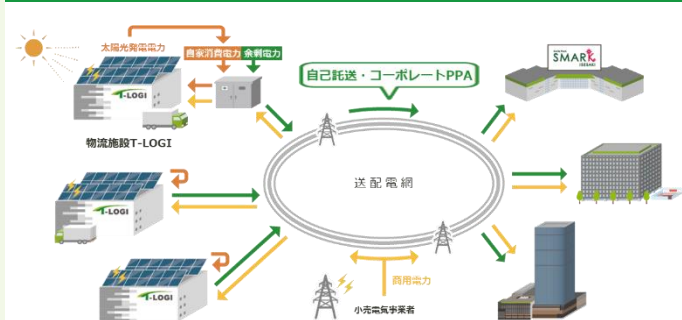 太陽光発電電力
自家消費電力
余剰電力
自己託送・コーポレートPPA
SMARK
ISESAKI
T-LOGI
物流施設T-LOGI
送配電網
T-LOGI
T-LOGI
商用電力
小売電気事業者